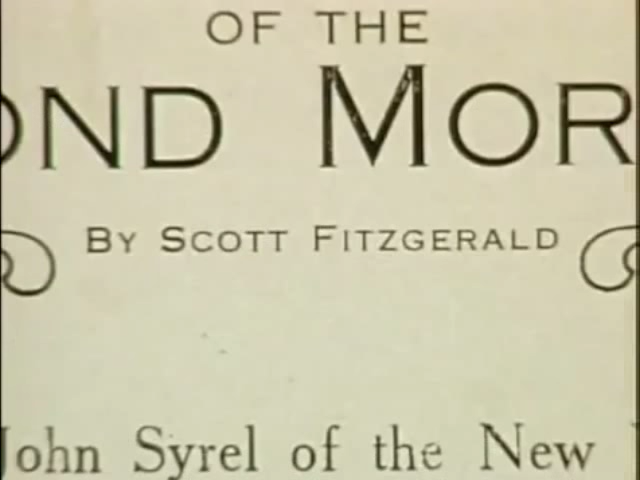 OF THE
OND MOR
BY SCOTT FITZGERALD
John Syrel of the New